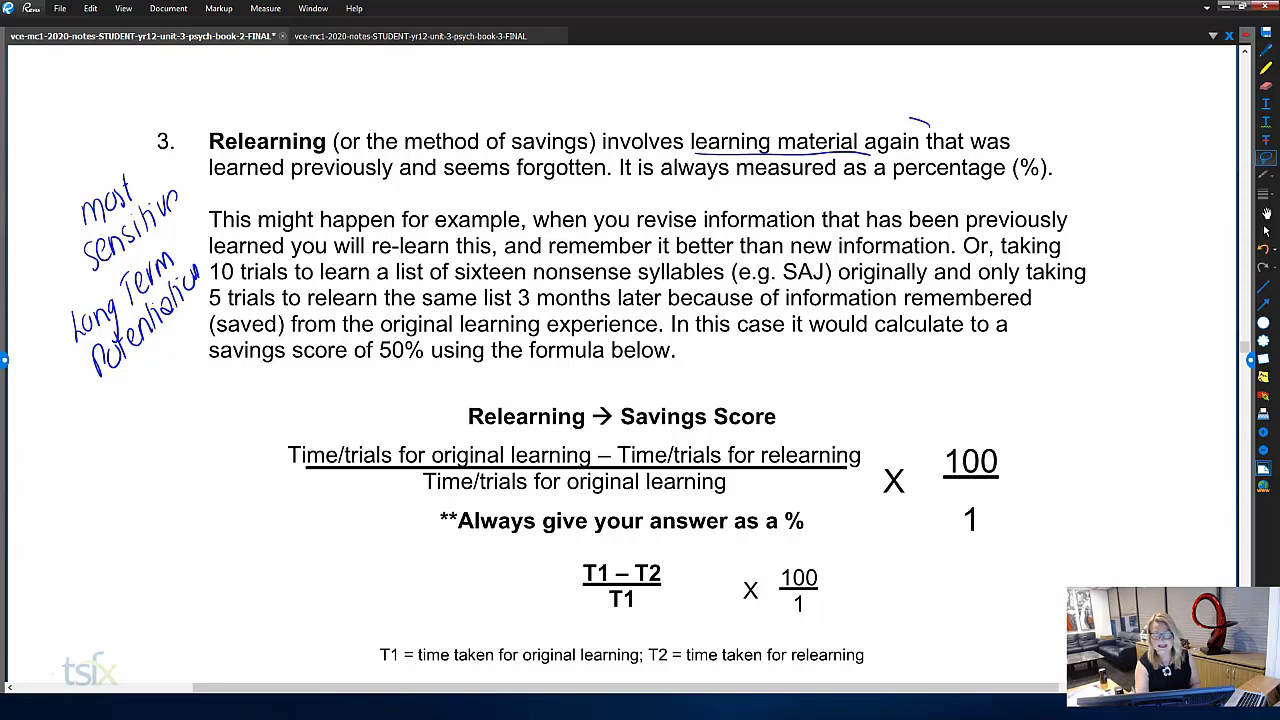 File Edit View Document Markup Measure Window Help
vce-mc1-2020-notes-STUDENT-yr12-unit-3-psych-book-2-FINAL* vce-mc1-2020-notes-STUDENT-yr12-unit-3-psych-book-3-FINAL
3. Relearning (or the method of savings) involves learning material again that was
learned previously and seems forgotten. It is always measured as a percentage (%).
most
sensitive
Long Term
Potentiation
This might happen for example, when you revise information that has been previously
learned you will re-learn this, and remember it better than new information. Or, taking
10 trials to learn a list of sixteen nonsense syllables (e.g. SAJ) originally and only taking
5 trials to relearn the same list 3 months later because of information remembered
(saved) from the original learning experience. In this case it would calculate to a
savings score of 50% using the formula below.
Relearning → Savings Score
Time/trials for original learning – Time/trials for relearning
Time/trials for original learning
X 100
1
**Always give your answer as a %
T1 – T2
T1
X 100
1
T1 = time taken for original learning; T2 = time taken for relearning
tsfx